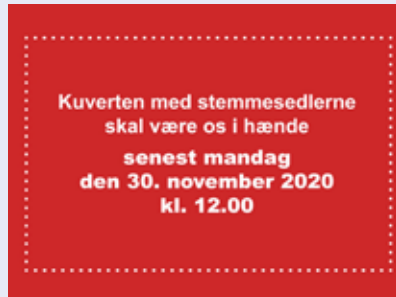 Kuverten med stemmesedlerne
skal være os i hænde
senest mandag
den 30. november 2020
kl. 12.00